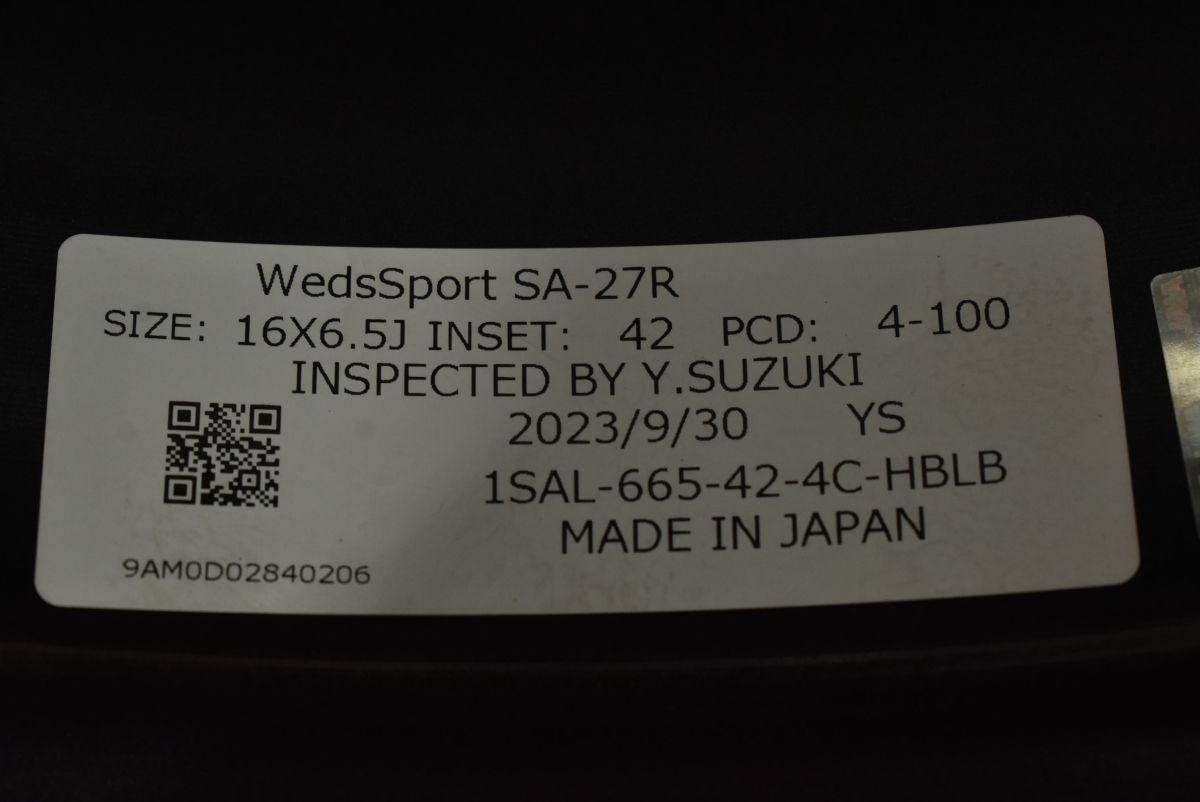 WedsSport SA-27R
SIZE: 16X6.5J INSET: 42 PCD: 4-100
INSPECTED BY Y.SUZUKI
2023/9/30 YS
1SAL-665-42-4C-HBLB
MADE IN JAPAN
9AM0D02840206